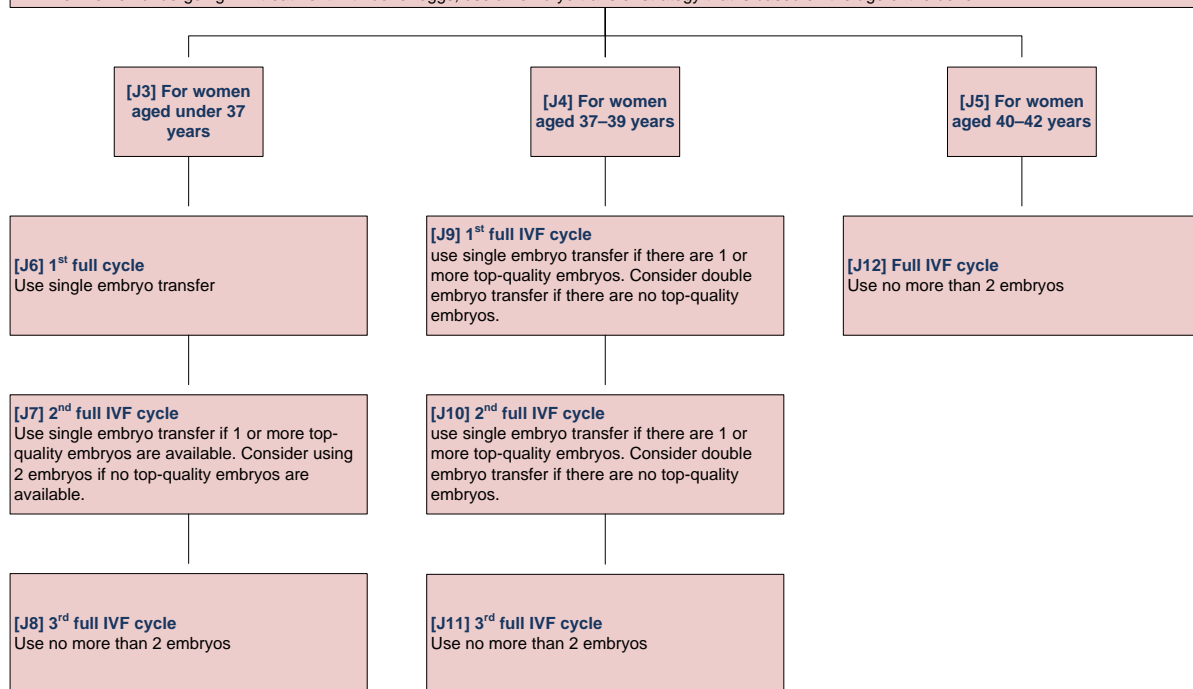 [J3] For women
aged under 37
years
[J4] For women
aged 37–39 years
[J5] For women
aged 40–42 years
[J6] 1st full cycle
Use single embryo transfer
[J9] 1st full IVF cycle
use single embryo transfer if there are 1 or
more top-quality embryos. Consider double
embryo transfer if there are no top-quality
embryos.
[J12] Full IVF cycle
Use no more than 2 embryos
[J7] 2nd full IVF cycle
Use single embryo transfer if 1 or more top-
quality embryos are available. Consider using
2 embryos if no top-quality embryos are
available.
[J10] 2nd full IVF cycle
use single embryo transfer if there are 1 or
more top-quality embryos. Consider double
embryo transfer if there are no top-quality
embryos.
[J8] 3rd full IVF cycle
Use no more than 2 embryos
[J11] 3rd full IVF cycle
Use no more than 2 embryos